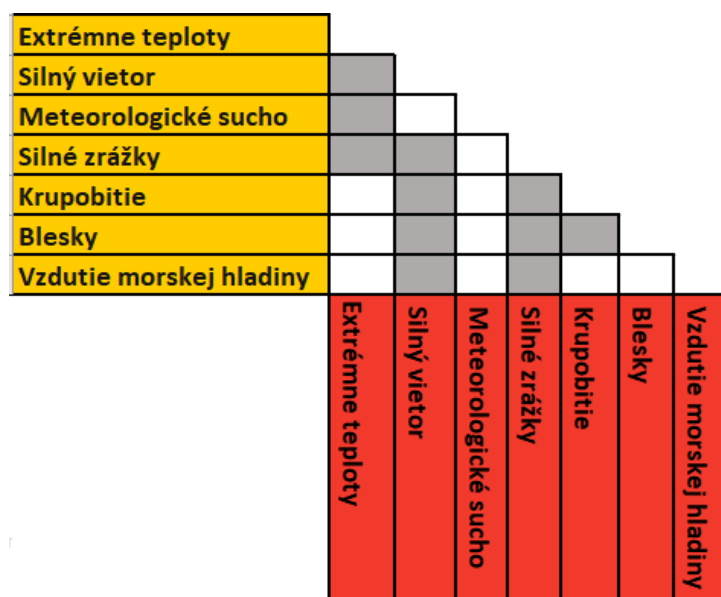 Extrémne teploty
Silný vietor
Meteorologické sucho
Silné zrážky
Krupobitie
Blesky
Vzdutie morskej hladiny
Extrémne teploty
Silný vietor
Meteorologické sucho
Silné zrážky
Krupobitie
Blesky
Vzdutie morskej hladiny